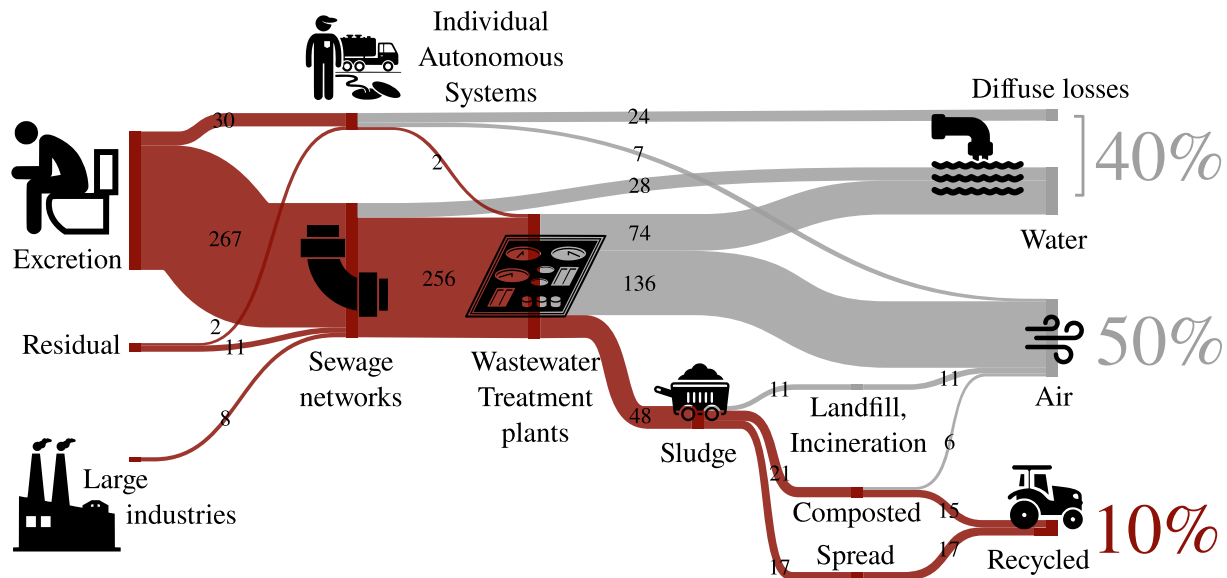 Individual
Autonomous
Systems
Diffuse losses
30
24
40%
7
2
28
267
74
Water
Excretion
256
136
2
Residual
11
Sewage
networks
Wastewater
Treatment
plants
50%
Air
11
11
8
48
Landfill,
Incineration
Sludge
6
21
Large
industries
Composted
15
10%
17
Spread
17
Recycled